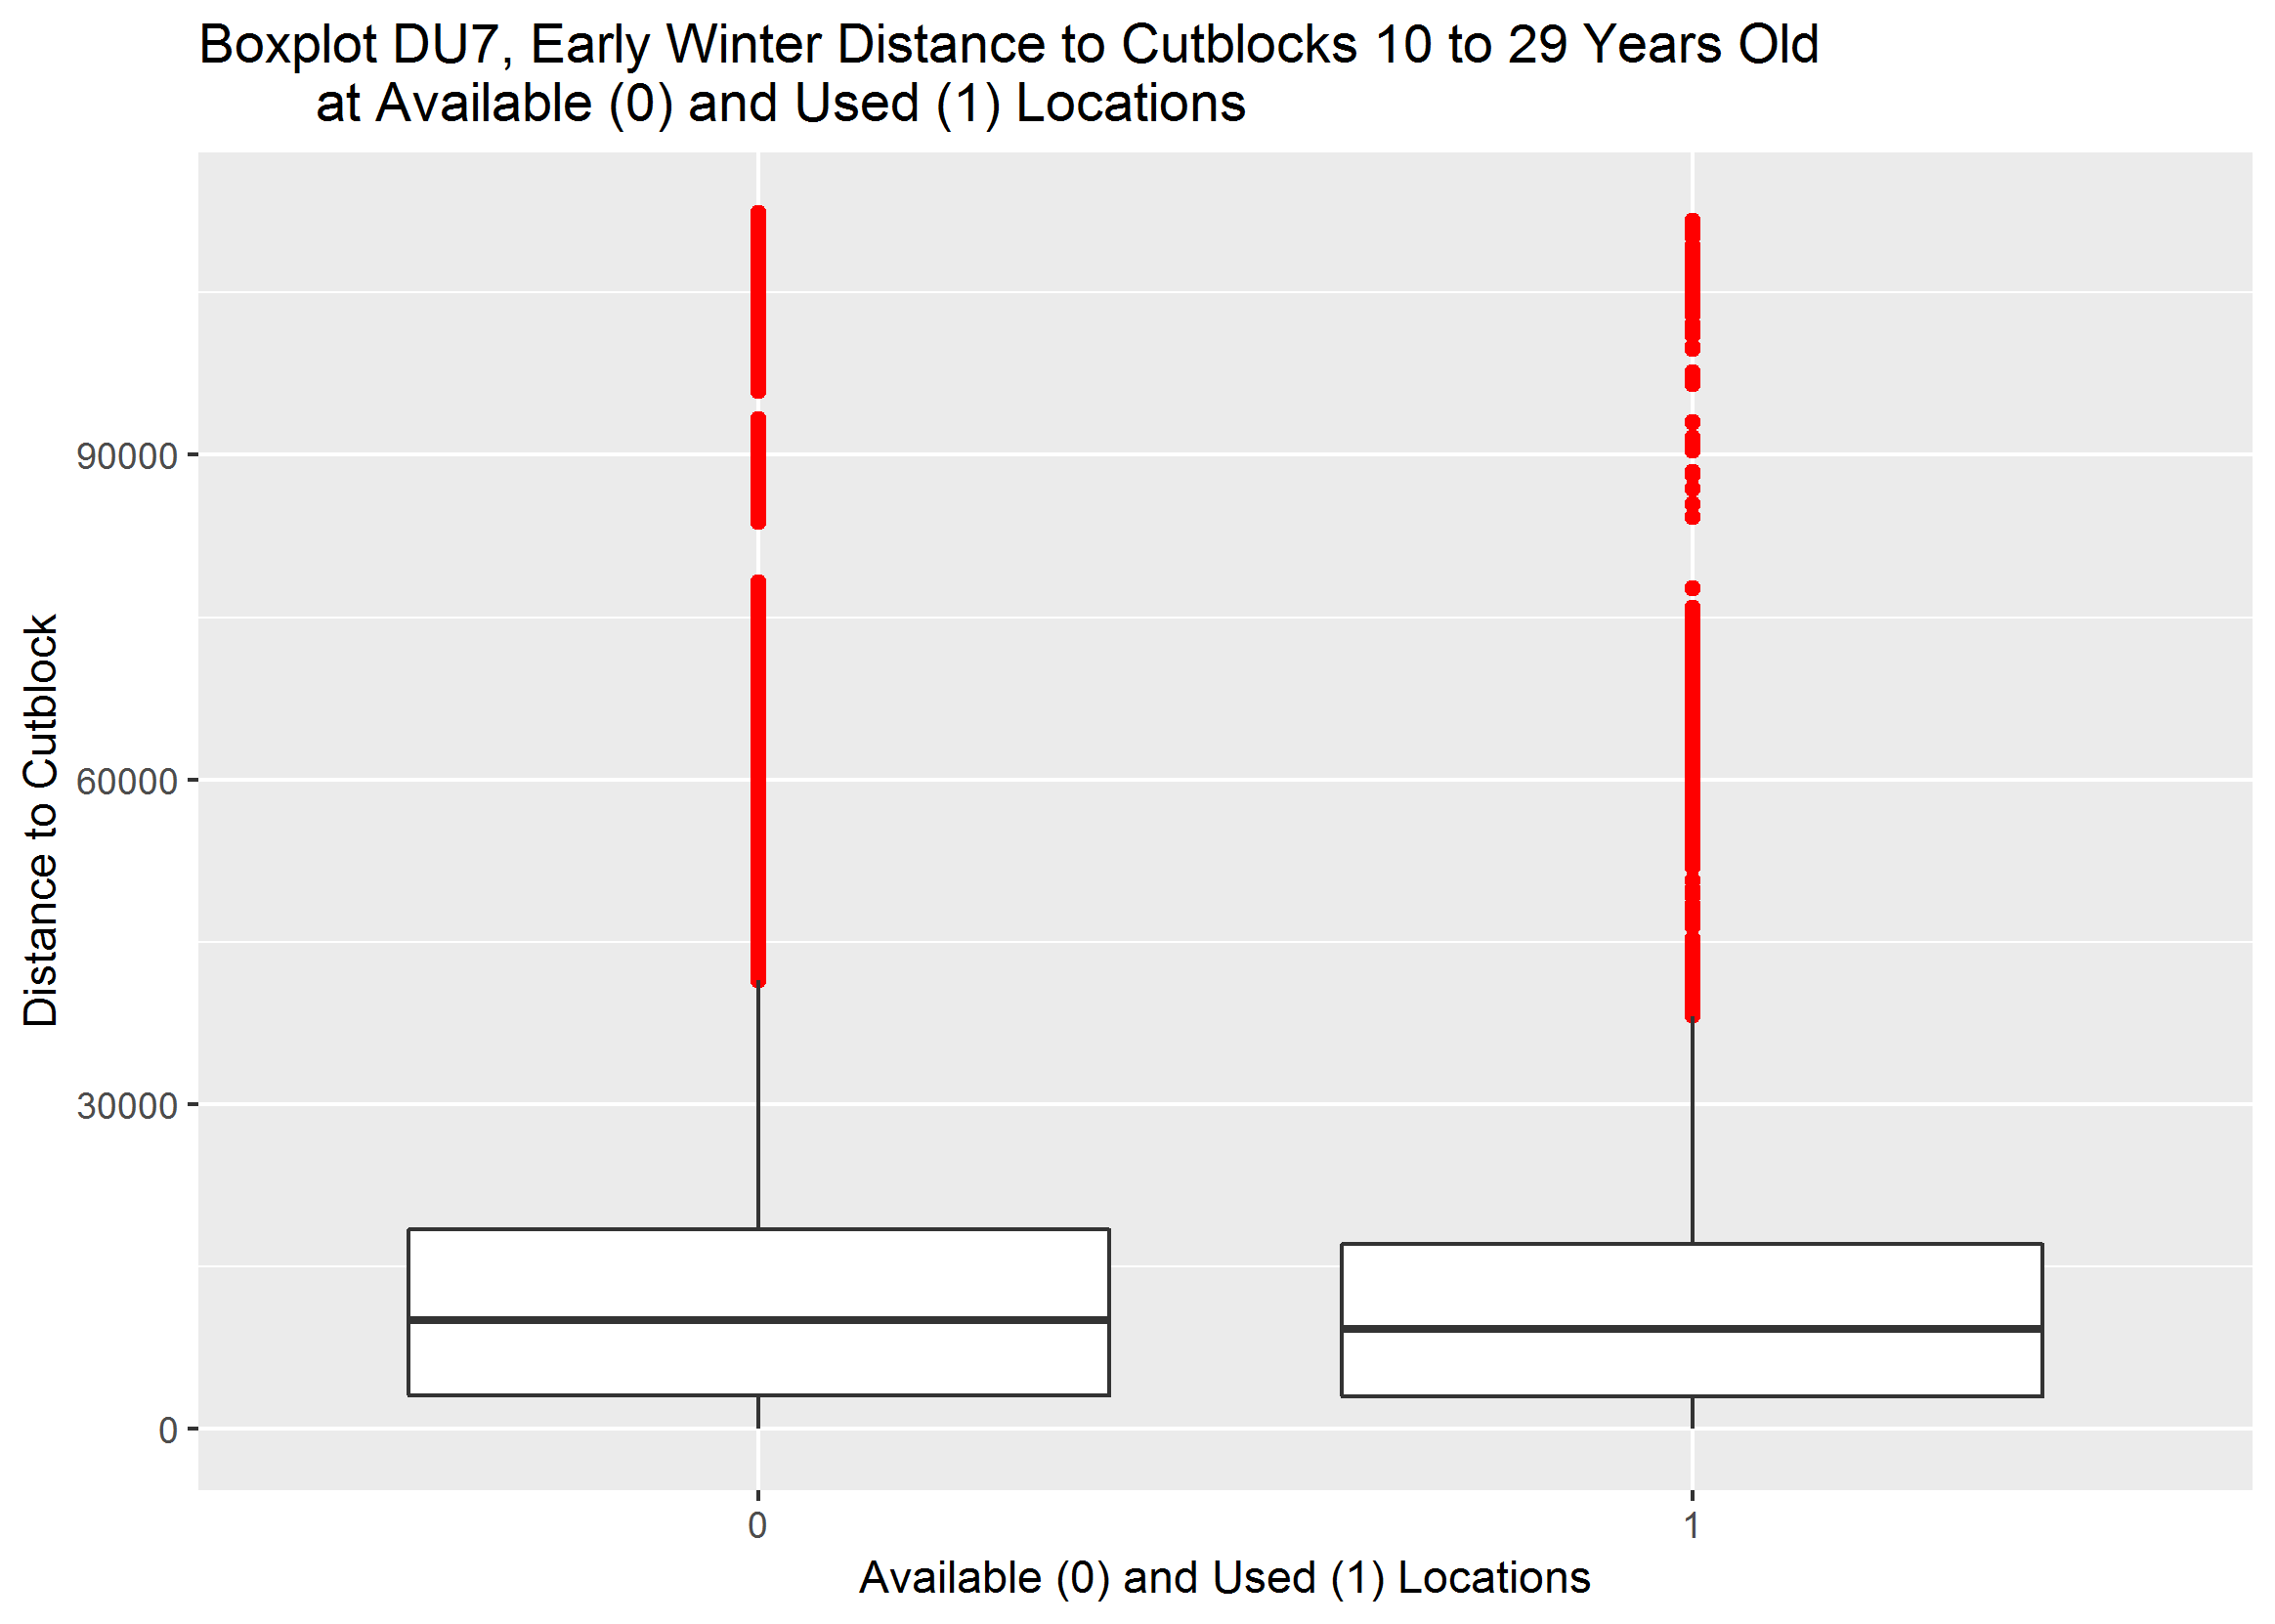 Boxplot DU7, Early Winter Distance to Cutblocks 10 to 29 Years Old
at Available (0) and Used (1) Locations
Distance to Cutblock
90000
60000
30000
0
0
1
Available (0) and Used (1) Locations